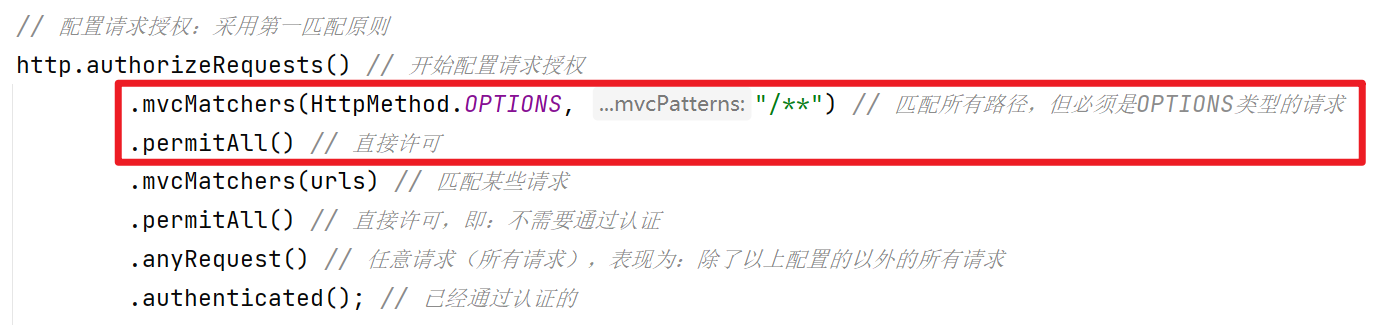 // 配置请求授权：采用第一匹配原则
http.authorizeRequests() // 开始配置请求授权
.mvcMatchers(HttpMethod.OPTIONS, ...mvcPatterns: "/**") // 匹配所有路径，但必须是OPTIONS类型的请求
.permitAll() // 直接许可
.mvcMatchers(urls) // 匹配某些请求
.permitAll() // 直接许可，即：不需要通过认证
.anyRequest() // 任意请求（所有请求），表现为：除了以上配置的以外的所有请求
.authenticated(); // 已经通过认证的